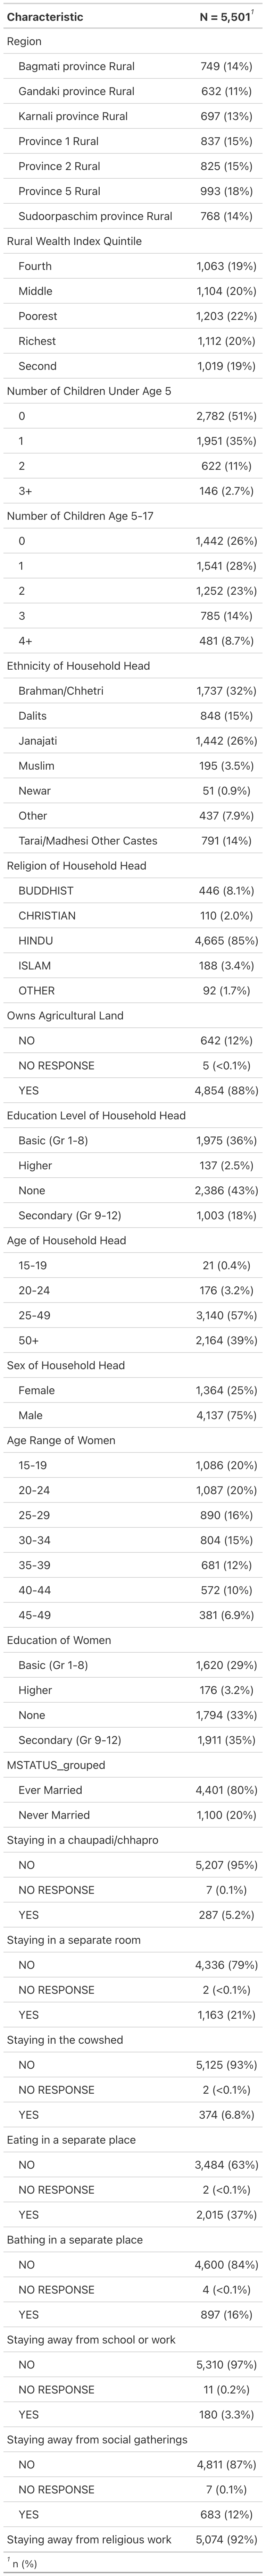 Characteristic N = 5,501†
Region
Bagmati province Rural 749 (14%)
Gandaki province Rural 632 (11%)
Karnali province Rural 697 (13%)
Province 1 Rural 837 (15%)
Province 2 Rural 825 (15%)
Province 5 Rural 993 (18%)
Sudoorpaschim province Rural 768 (14%)
Rural Wealth Index Quintile
Fourth 1,063 (19%)
Middle 1,104 (20%)
Poorest 1,203 (22%)
Richest 1,112 (20%)
Second 1,019 (19%)
Number of Children Under Age 5
0 2,782 (51%)
1 1,951 (35%)
2 622 (11%)
3+ 146 (2.7%)
Number of Children Age 5-17
0 1,442 (26%)
1 1,541 (28%)
2 1,252 (23%)
3 785 (14%)
4+ 481 (8.7%)
Ethnicity of Household Head
Brahman/Chhetri 1,737 (32%)
Dalits 848 (15%)
Janajati 1,442 (26%)
Muslim 195 (3.5%)
Newar 51 (0.9%)
Other 437 (7.9%)
Tarai/Madhesi Other Castes 791 (14%)
Religion of Household Head
BUDDHIST 446 (8.1%)
CHRISTIAN 110 (2.0%)
HINDU 4,665 (85%)
ISLAM 188 (3.4%)
OTHER 92 (1.7%)
Owns Agricultural Land
NO 642 (12%)
NO RESPONSE 5 (<0.1%)
YES 4,854 (88%)
Education Level of Household Head
Basic (Gr 1-8) 1,975 (36%)
Higher 137 (2.5%)
None 2,386 (43%)
Secondary (Gr 9-12) 1,003 (18%)
Age of Household Head
15-19 21 (0.4%)
20-24 176 (3.2%)
25-49 3,140 (57%)
50+ 2,164 (39%)
Sex of Household Head
Female 1,364 (25%)
Male 4,137 (75%)
Age Range of Women
15-19 1,086 (20%)
20-24 1,087 (20%)
25-29 890 (16%)
30-34 804 (15%)
35-39 681 (12%)
40-44 572 (10%)
45-49 381 (6.9%)
Education of Women
Basic (Gr 1-8) 1,620 (29%)
Higher 176 (3.2%)
None 1,794 (33%)
Secondary (Gr 9-12) 1,911 (35%)
MSTATUS_grouped
Ever Married 4,401 (80%)
Never Married 1,100 (20%)
Staying in a chaupadi/chhapro
NO 5,207 (95%)
NO RESPONSE 7 (0.1%)
YES 287 (5.2%)
Staying in a separate room
NO 4,336 (79%)
NO RESPONSE 2 (<0.1%)
YES 1,163 (21%)
Staying in the cowshed
NO 5,125 (93%)
NO RESPONSE 2 (<0.1%)
YES 374 (6.8%)
Eating in a separate place
NO 3,484 (63%)
NO RESPONSE 2 (<0.1%)
YES 2,015 (37%)
Bathing in a separate place
NO 4,600 (84%)
NO RESPONSE 4 (<0.1%)
YES 897 (16%)
Staying away from school or work
NO 5,310 (97%)
NO RESPONSE 11 (0.2%)
YES 180 (3.3%)
Staying away from social gatherings
NO 4,811 (87%)
NO RESPONSE 7 (0.1%)
YES 683 (12%)
Staying away from religious work 5,074 (92%)
† n (%)